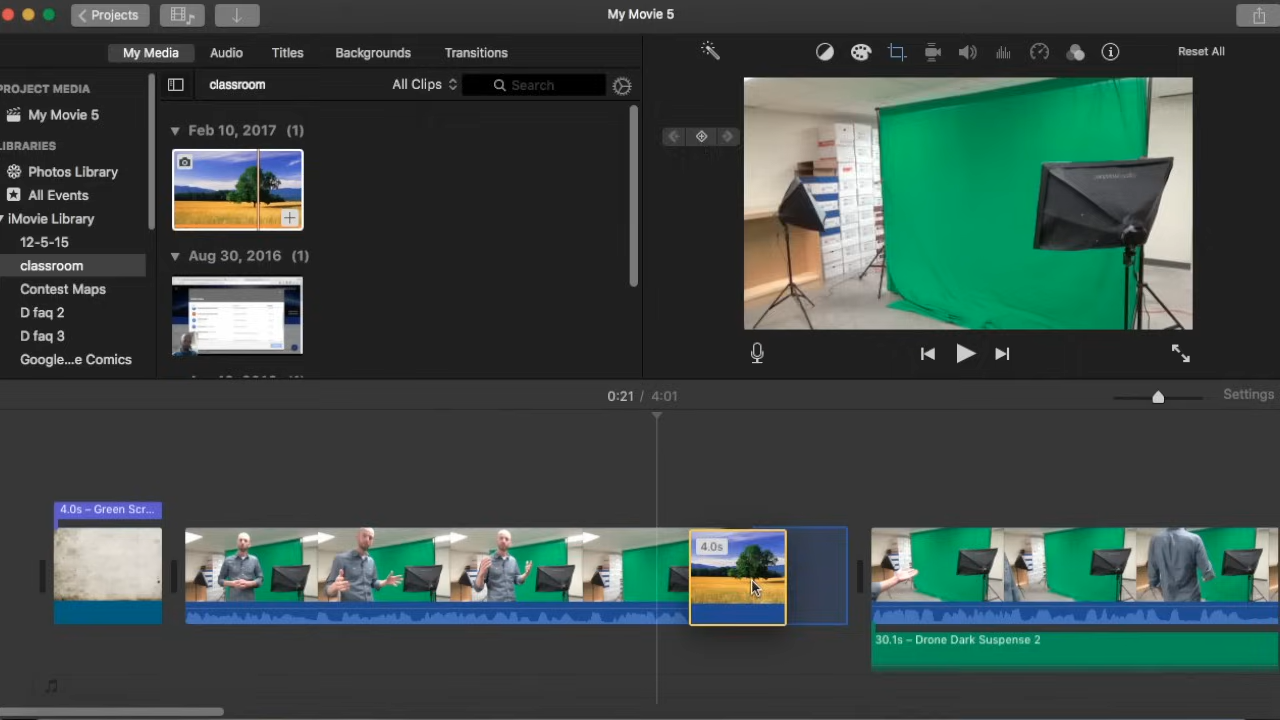 Projects
My Movie 5
My Media
Audio
Titles
Backgrounds
Transitions
Reset All
PROJECT MEDIA
My Movie 5
LIBRARIES
Photos Library
All Events
iMovie Library
12-5-15
classroom
Contest Maps
D faq 2
D faq 3
Google...e Comics
classroom
All Clips
Search
Feb 10, 2017 (1)
Aug 30, 2016 (1)
0:21 / 4:01
Settings
4.0s – Green Scr...
4.0s
30.1s – Drone Dark Suspense 2